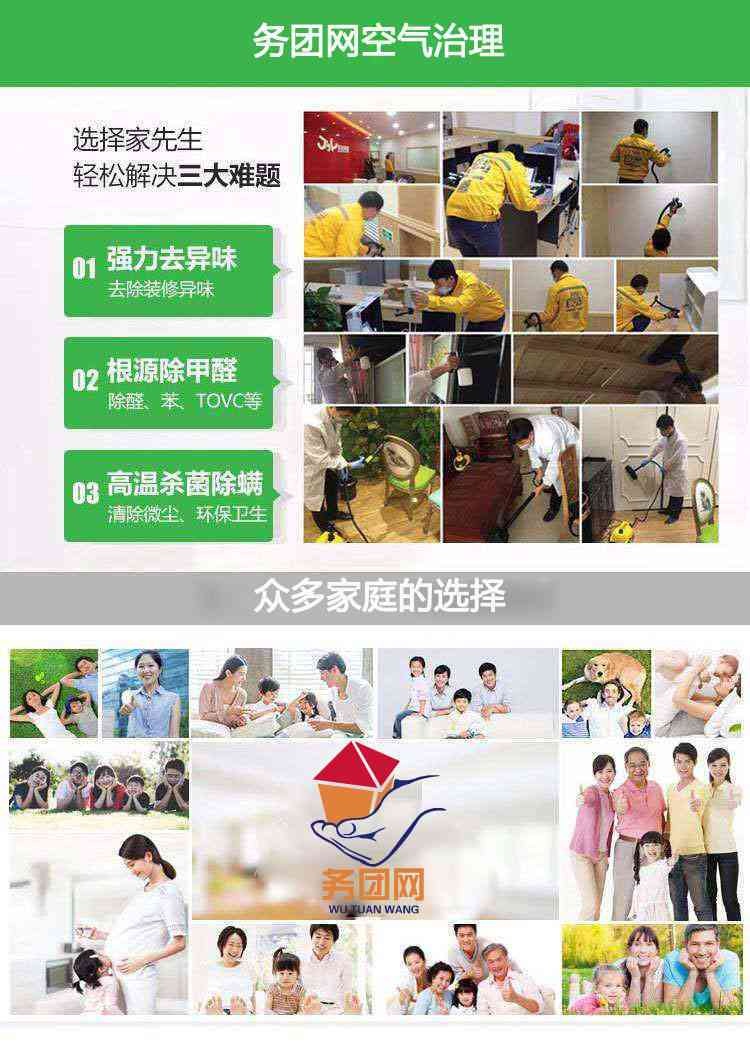 务团网空气治理
选择家先生
轻松解决三大难题
01 强力去异味
去除装修异味
02 根源除甲醛
除醛、苯、TOVC等
03 高温杀菌除螨
清除微尘、环保卫生
众多家庭的选择
务团网
WU TUAN WANG